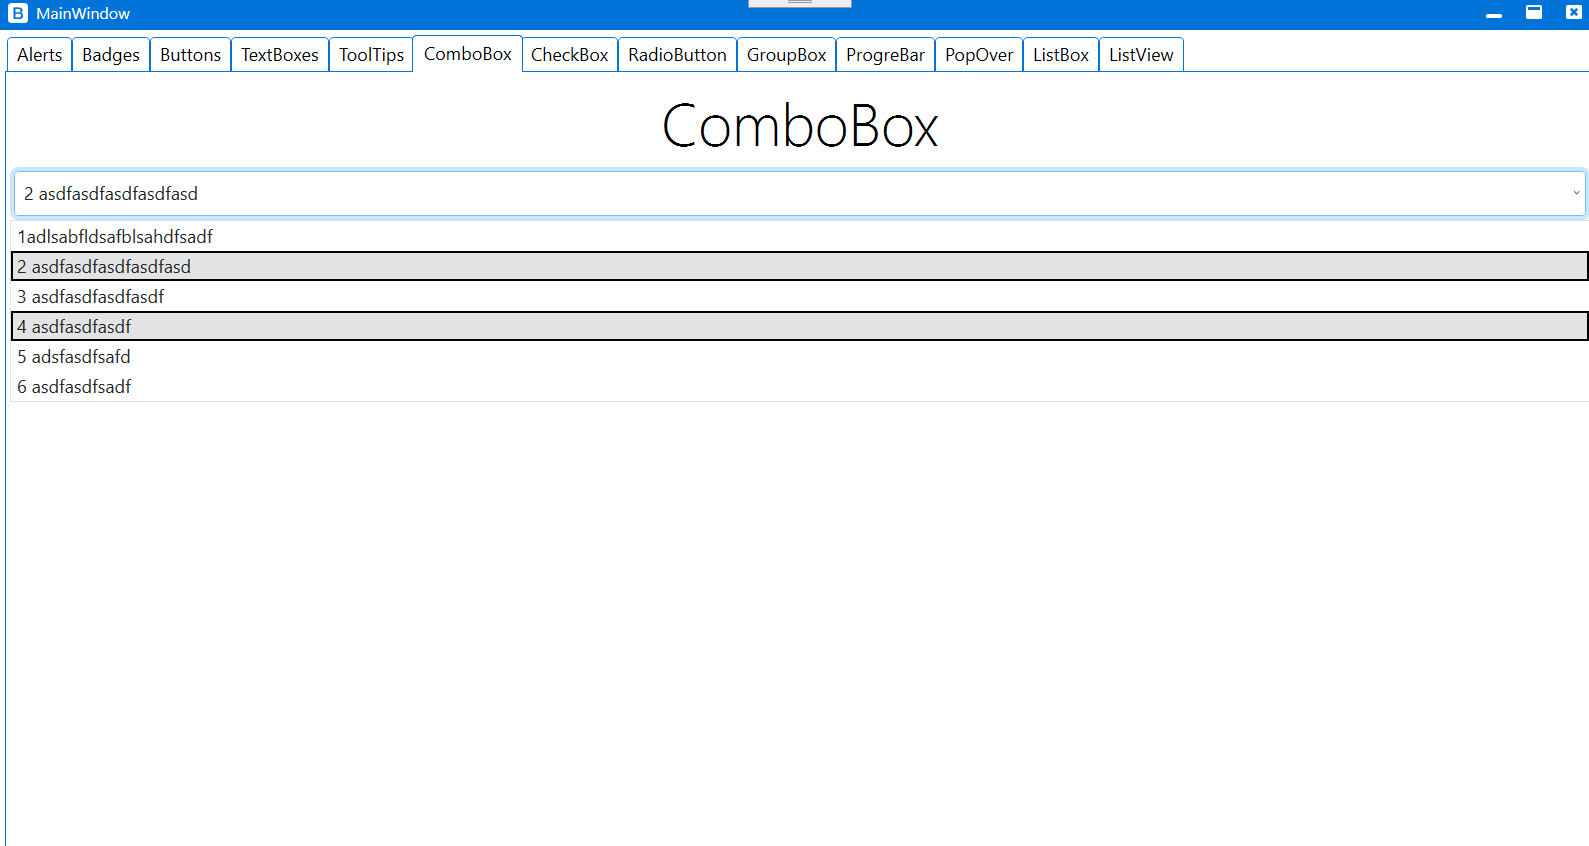 B MainWindow
Alerts Badges Buttons TextBoxes ToolTips ComboBox CheckBox RadioButton GroupBox ProgreBar PopOver ListBox ListView
ComboBox
2 asdfasdfasdfasdfasd
1adlsabfldsafblsahdfsadf
2 asdfasdfasdfasdfasd
3 asdfasdfasdfasdf
4 asdfasdfasdf
5 adsfasdfsafd
6 asdfasdfsadf